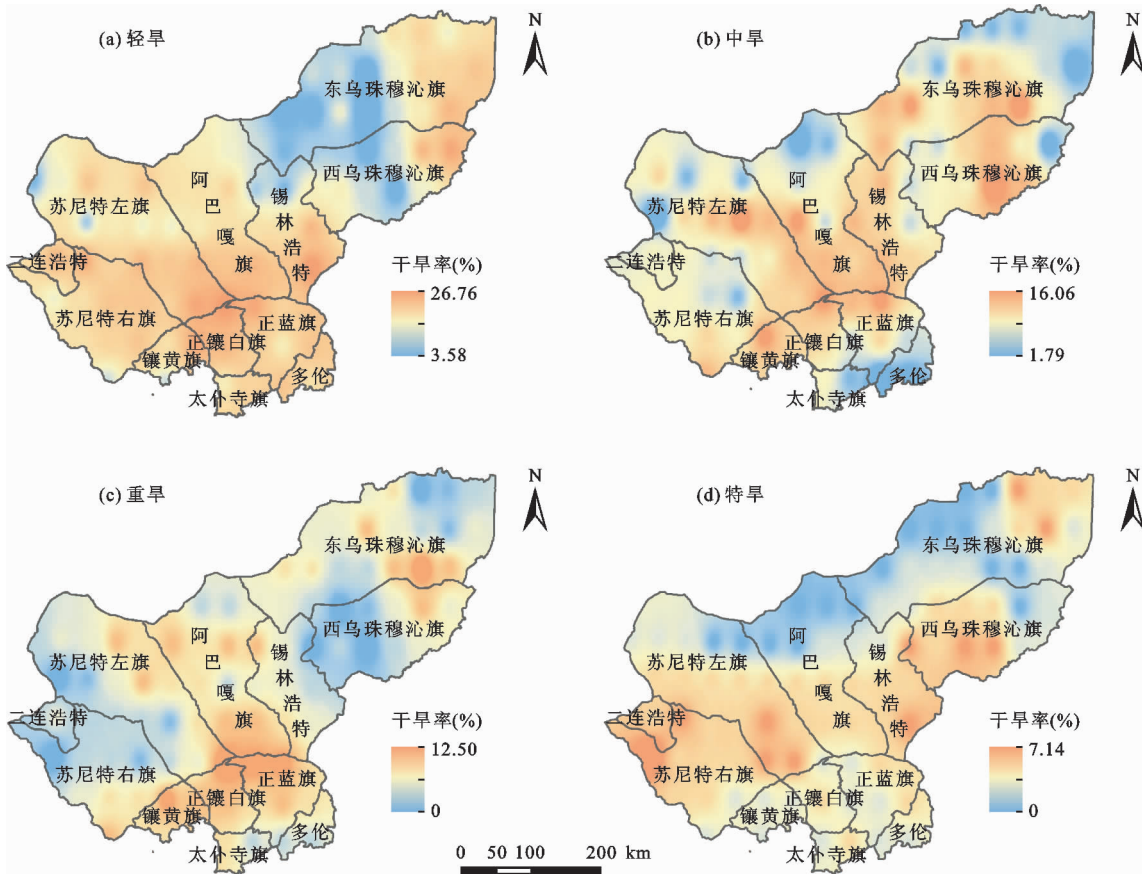 (a) 轻旱
N
东乌珠穆沁旗
西乌珠穆沁旗
阿巴嘎旗
锡林浩特
苏尼特左旗
二连浩特
苏尼特右旗
正蓝旗
正镶白旗
镶黄旗
多伦
太仆寺旗
干旱率(%)
26.76
3.58
(b) 中旱
N
东乌珠穆沁旗
西乌珠穆沁旗
阿巴嘎旗
锡林浩特
苏尼特左旗
二连浩特
苏尼特右旗
正蓝旗
正镶白旗
镶黄旗
多伦
太仆寺旗
干旱率(%)
16.06
1.79
(c) 重旱
N
东乌珠穆沁旗
西乌珠穆沁旗
阿巴嘎旗
锡林浩特
苏尼特左旗
二连浩特
苏尼特右旗
正蓝旗
正镶白旗
镶黄旗
多伦
太仆寺旗
干旱率(%)
12.50
0
(d) 特旱
N
东乌珠穆沁旗
西乌珠穆沁旗
阿巴嘎旗
锡林浩特
苏尼特左旗
二连浩特
苏尼特右旗
正蓝旗
正镶白旗
镶黄旗
多伦
太仆寺旗
干旱率(%)
7.14
0
0 50 100 200 km